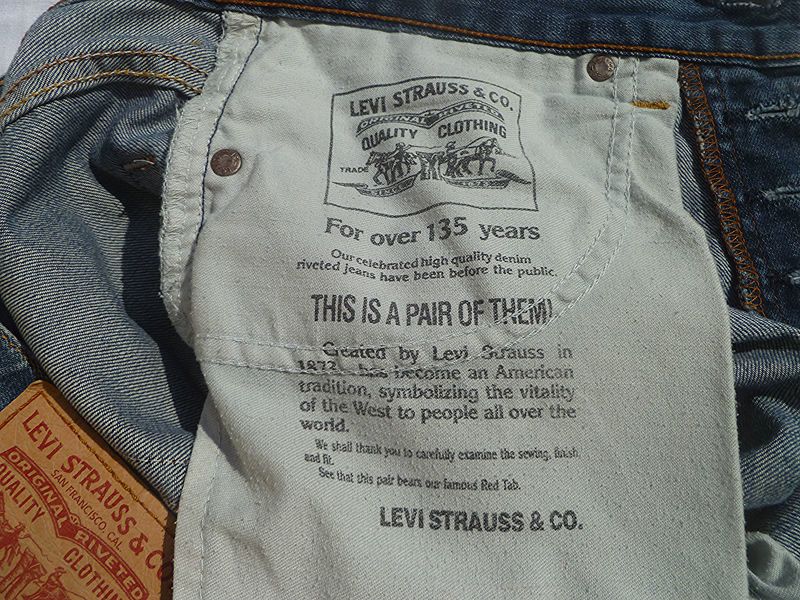 LEVI STRAUSS & CO.
ORIGINAL RIVETED
QUALITY CLOTHING
TRADE
For over 135 years
Our celebrated high quality denim
riveted jeans have been before the public.
THIS IS A PAIR OF THEM!
Created by Levi Strauss in
1873, has become an American
tradition, symbolizing the vitality
of the West to people all over the
world.
We shall thank you to carefully examine the sewing, finish
and fit.
See that this pair bears our famous Red Tab.
LEVI STRAUSS & CO.
LEVI STRAUSS & CO
SAN FRANCISCO, CAL.
ORIGINAL RIVETED
QUALITY CLOTHING